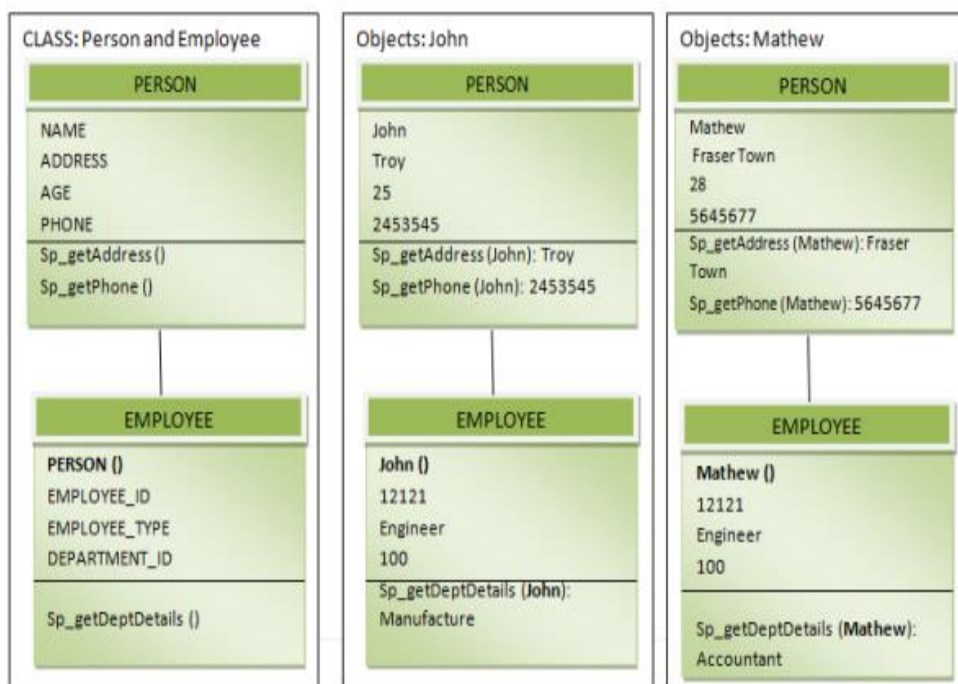 CLASS: Person and Employee
PERSON
NAME
ADDRESS
AGE
PHONE
Sp_getAddress ()
Sp_getPhone ()
EMPLOYEE
PERSON ()
EMPLOYEE_ID
EMPLOYEE_TYPE
DEPARTMENT_ID
Sp_getDeptDetails ()
Objects: John
PERSON
John
Troy
25
2453545
Sp_getAddress (John): Troy
Sp_getPhone (John): 2453545
EMPLOYEE
John ()
12121
Engineer
100
Sp_getDeptDetails (John):
Manufacture
Objects: Mathew
PERSON
Mathew
Fraser Town
28
5645677
Sp_getAddress (Mathew): Fraser
Town
Sp_getPhone (Mathew): 5645677
EMPLOYEE
Mathew ()
12121
Engineer
100
Sp_getDeptDetails (Mathew):
Accountant